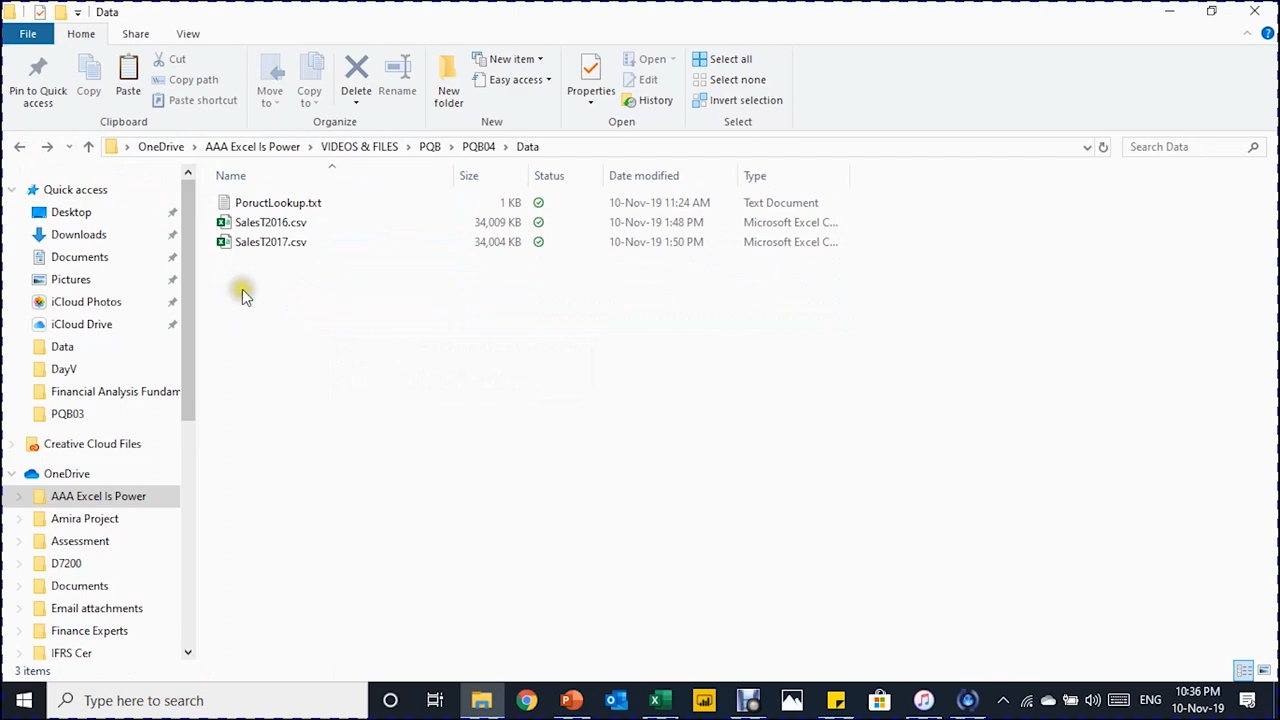 Data
File Home Share View
Pin to Quick access
Copy
Paste
Cut
Copy path
Paste shortcut
Clipboard
Move to
Copy to
Delete
Rename
Organize
New folder
New item
Easy access
New
Properties
Open
Edit
History
Open
Select all
Select none
Invert selection
Select
OneDrive AAA Excel Is Power VIDEOS & FILES PQB PQB04 Data
Search Data
Name Size Status Date modified Type
PoructLookup.txt 1 KB 10-Nov-19 11:24 AM Text Document
SalesT2016.csv 34,009 KB 10-Nov-19 1:48 PM Microsoft Excel C...
SalesT2017.csv 34,004 KB 10-Nov-19 1:50 PM Microsoft Excel C...
Quick access
Desktop
Downloads
Documents
Pictures
iCloud Photos
iCloud Drive
Data
DayV
Financial Analysis Fundam
PQB03
Creative Cloud Files
OneDrive
AAA Excel Is Power
Amira Project
Assessment
D7200
Documents
Email attachments
Finance Experts
IFRS Cer
3 items
Type here to search
ENG
10:36 PM
10-Nov-19